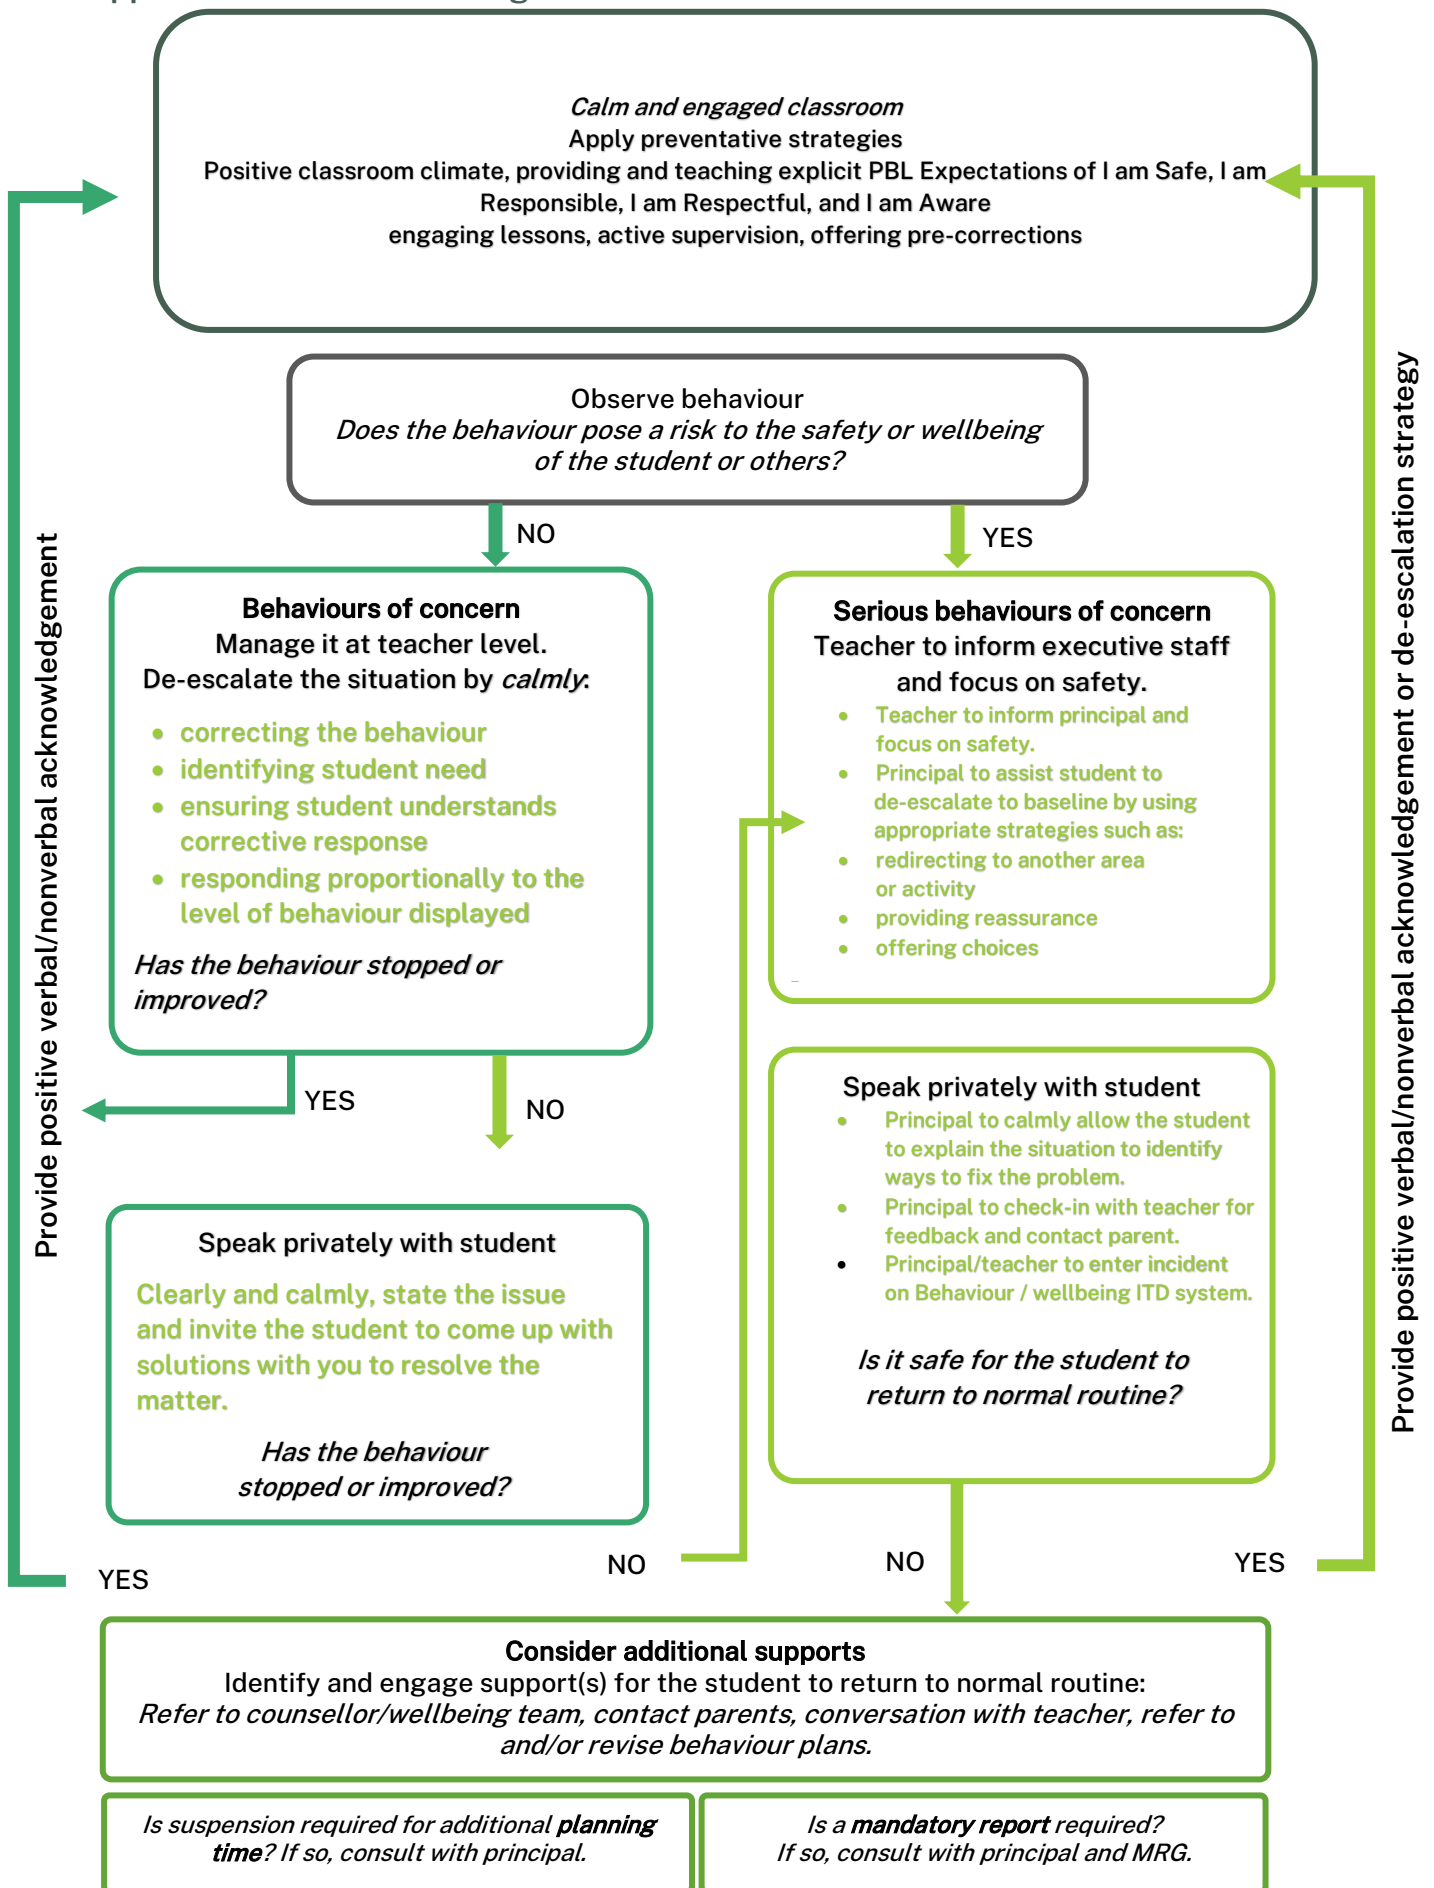 Calm and engaged classroom
Apply preventative strategies
Positive classroom climate, providing and teaching explicit PBL Expectations of I am Safe, I am
Responsible, I am Respectful, and I am Aware
engaging lessons, active supervision, offering pre-corrections
Observe behaviour
Does the behaviour pose a risk to the safety or wellbeing
of the student or others?
NO
YES
Behaviours of concern
Manage it at teacher level.
De-escalate the situation by calmly:
• correcting the behaviour
• identifying student need
• ensuring student understands
corrective response
• responding proportionally to the
level of behaviour displayed
Has the behaviour stopped or
improved?
YES
NO
Serious behaviours of concern
Teacher to inform executive staff
and focus on safety.
• Teacher to inform principal and
focus on safety.
• Principal to assist student to
de-escalate to baseline by using
appropriate strategies such as:
• redirecting to another area
or activity
• providing reassurance
• offering choices
Speak privately with student
Clearly and calmly, state the issue
and invite the student to come up with
solutions with you to resolve the
matter.
Has the behaviour
stopped or improved?
YES
NO
Speak privately with student
• Principal to calmly allow the student
to explain the situation to identify
ways to fix the problem.
• Principal to check-in with teacher for
feedback and contact parent.
• Principal/teacher to enter incident
on Behaviour / wellbeing ITD system.
Is it safe for the student to
return to normal routine?
NO
YES
Provide positive verbal/nonverbal acknowledgement
Provide positive verbal/nonverbal acknowledgement or de-escalation strategy
Consider additional supports
Identify and engage support(s) for the student to return to normal routine:
Refer to counsellor/wellbeing team, contact parents, conversation with teacher, refer to
and/or revise behaviour plans.
Is suspension required for additional planning
time? If so, consult with principal.
Is a mandatory report required?
If so, consult with principal and MRG.